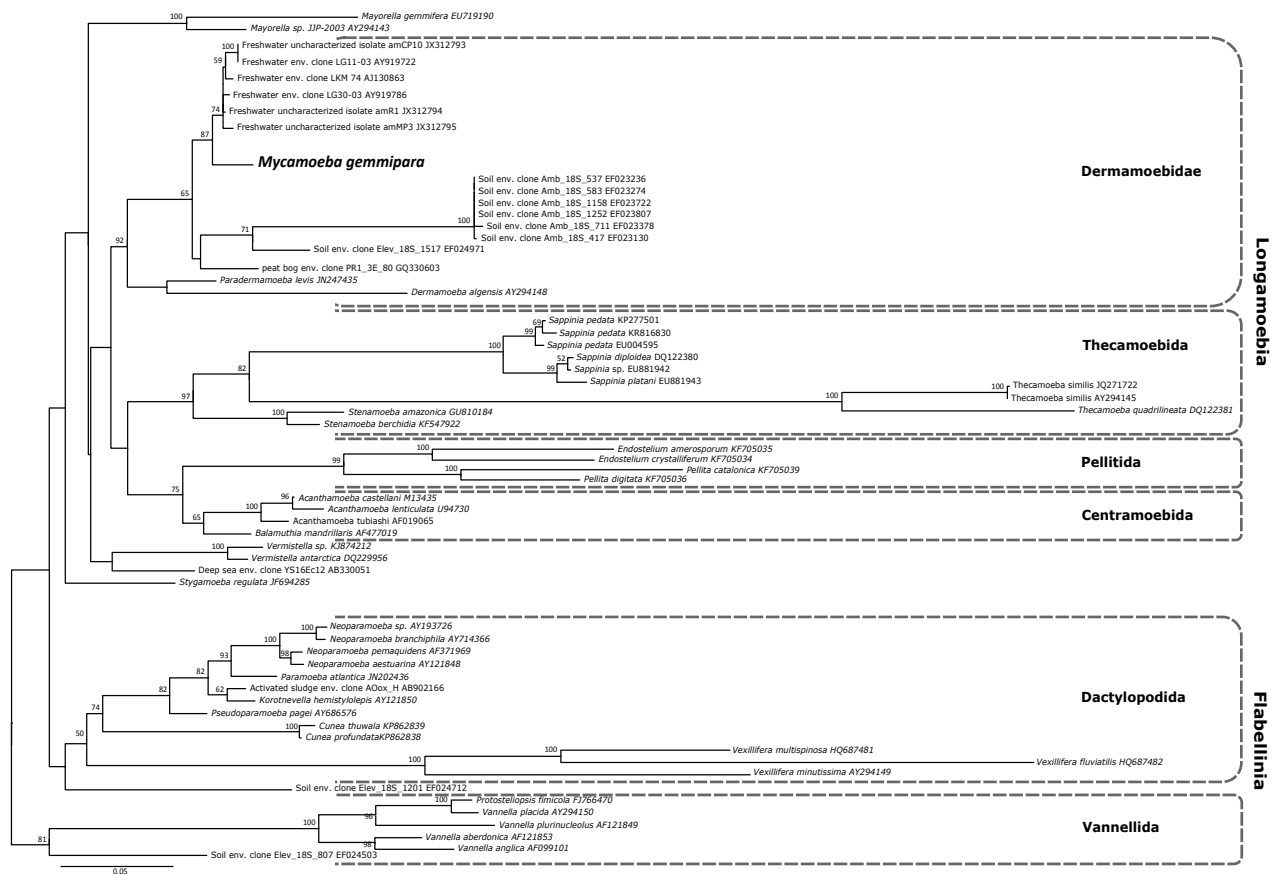 100
Mayorella gemmifera EU719190
Mayorella sp. JJP-2003 AY294143
100
Freshwater uncharacterized isolate amCP10 JX312793
59
Freshwater env. clone LG11-03 AY919722
Freshwater env. clone LKM 74 AJ130863
Freshwater env. clone LG30-03 AY919786
74
Freshwater uncharacterized isolate amR1 JX312794
Freshwater uncharacterized isolate amMP3 JX312795
87
Mycamoeba gemmipara
Dermamoebidae
Soil env. clone Amb_18S_537 EF023236
65
Soil env. clone Amb_18S_583 EF023274
Soil env. clone Amb_18S_1158 EF023722
Soil env. clone Amb_18S_1252 EF023807
100
Soil env. clone Amb_18S_711 EF023378
71
Soil env. clone Amb_18S_417 EF023130
92
Soil env. clone Elev_18S_1517 EF024971
peat bog env. clone PR1_3E_80 GQ330603
Paradermamoeba levis JN247435
Dermamoeba algensis AY294148
Longamoebia
69
Sappinia pedata KP277501
99
Sappinia pedata KR816830
100
Sappinia pedata EU004595
Thecamoebida
52
Sappinia diploidea DQ122380
82
99
Sappinia sp. EU881942
Sappinia platani EU881943
100
Thecamoeba similis JQ271722
97
100
Thecamoeba similis AY294145
Thecamoeba quadrilineata DQ122381
100
Stenamoeba amazonica GU810184
Stenamoeba berchidia KF547922
100
Endostelium amerosporum KF705035
99
Endostelium crystalliferum KF705034
Pellitida
100
Pellita catalonica KF705039
Pellita digitata KF705036
75
96
Acanthamoeba castellani M13435
100
Acanthamoeba lenticulata U94730
Centramoebida
65
Acanthamoeba tubiashi AF019065
Balamuthia mandrillaris AF477019
100
Vermistella sp. KJ874212
Vermistella antarctica DQ229956
Deep sea env. clone YS16Ec12 AB330051
Stygamoeba regulata JF694285
100
Neoparamoeba sp. AY193726
100
Neoparamoeba branchiphila AY714366
93
98
Neoparamoeba pemaquidens AF371969
Neoparamoeba aestuarina AY121848
82
Paramoeba atlantica JN202436
82
62
Activated sludge env. clone AOox_H AB902166
Korotnevella hemistylolepis AY121850
Dactylopodida
74
Pseudoparamoeba pagei AY686576
100
Cunea thuwala KP862839
Cunea profundataKP862838
50
100
Vexillifera multispinosa HQ687481
100
Vexillifera fluviatilis HQ687482
Vexillifera minutissima AY294149
Flabellinia
Soil env. clone Elev_18S_1201 EF024712
100
Protosteliopsis fimicola FJ766470
Vannella placida AY294150
100
96
Vannella plurinucleolus AF121849
Vannellida
81
Vannella aberdonica AF121853
98
Vannella anglica AF099101
Soil env. clone Elev_18S_807 EF024503
0.05